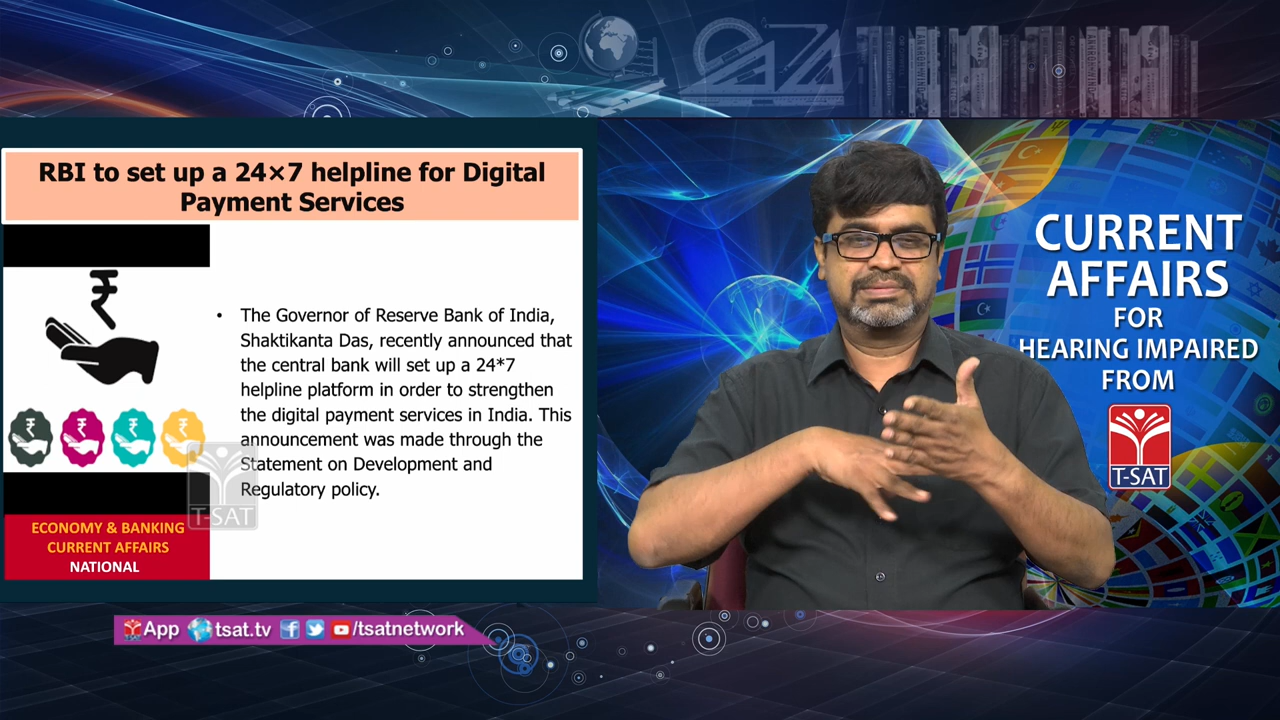 RBI to set up a 24×7 helpline for Digital
Payment Services
• The Governor of Reserve Bank of India,
Shaktikanta Das, recently announced that
the central bank will set up a 24*7
helpline platform in order to strengthen
the digital payment services in India. This
announcement was made through the
Statement on Development and
Regulatory policy.
T-SAT
ECONOMY & BANKING
CURRENT AFFAIRS
NATIONAL
CURRENT
AFFAIRS
FOR
HEARING IMPAIRED
FROM
T-SAT
App tsat.tv /tsatnetwork